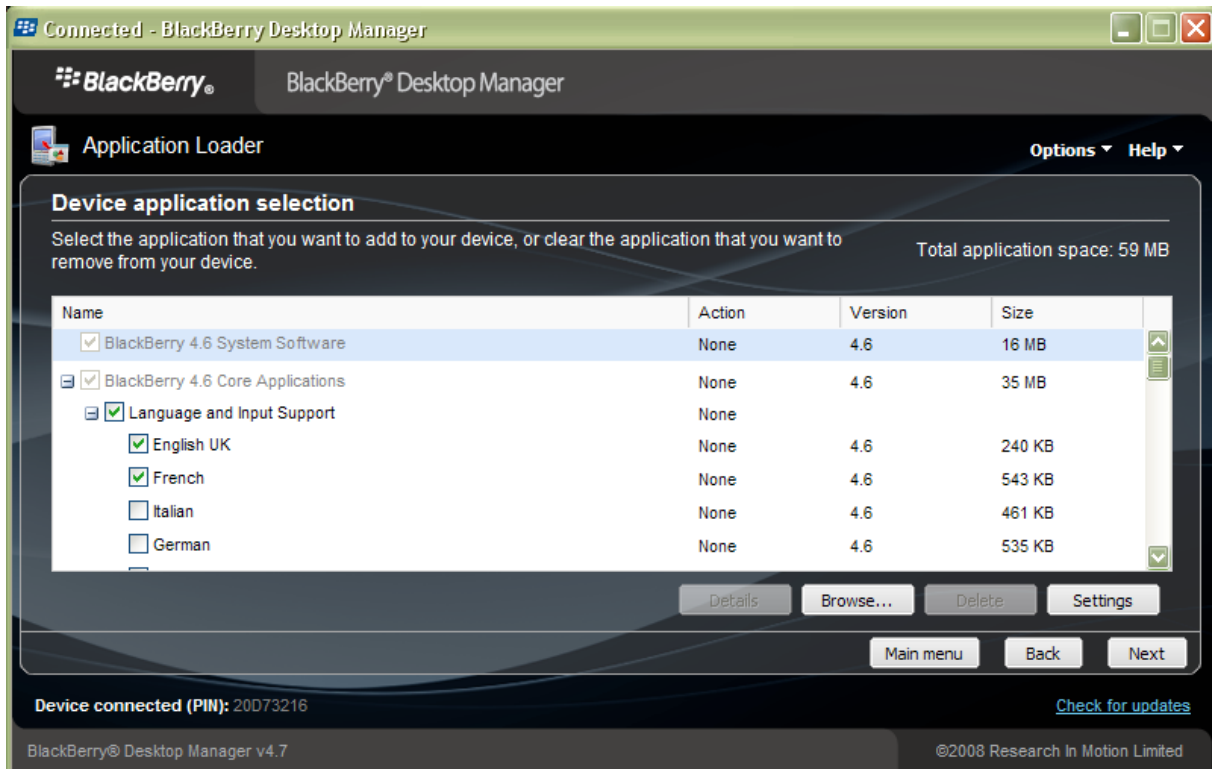 Connected - BlackBerry Desktop Manager
BlackBerry® BlackBerry® Desktop Manager
Application Loader
Options Help
Device application selection
Select the application that you want to add to your device, or clear the application that you want to
remove from your device.
Total application space: 59 MB
Name Action Version Size
BlackBerry 4.6 System Software None 4.6 16 MB
BlackBerry 4.6 Core Applications None 4.6 35 MB
Language and Input Support None
English UK None 4.6 240 KB
French None 4.6 543 KB
Italian None 4.6 461 KB
German None 4.6 535 KB
Details Browse... Delete Settings
Main menu Back Next
Device connected (PIN): 20D73216 Check for updates
BlackBerry® Desktop Manager v4.7 ©2008 Research In Motion Limited